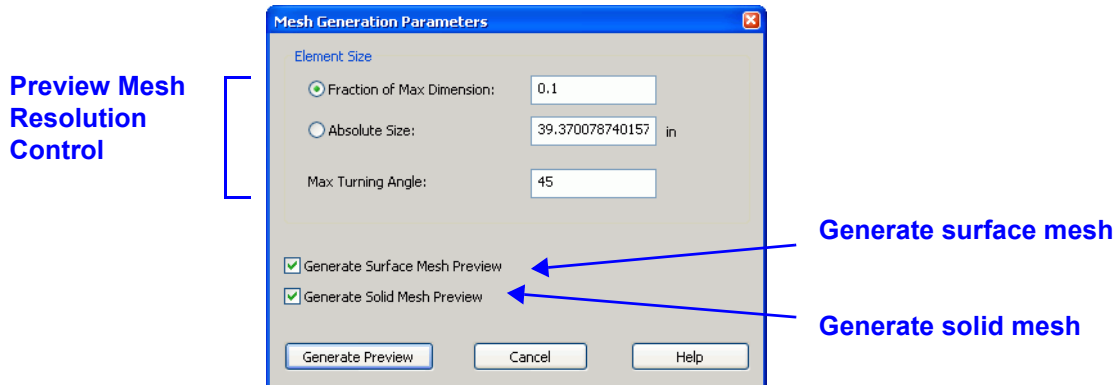 Mesh Generation Parameters
Element Size
Preview Mesh
Resolution
Control
Fraction of Max Dimension: 0.1
Absolute Size: 39.370078740157 in
Max Turning Angle: 45
Generate surface mesh
Generate Surface Mesh Preview
Generate Solid Mesh Preview
Generate solid mesh
Generate Preview Cancel Help